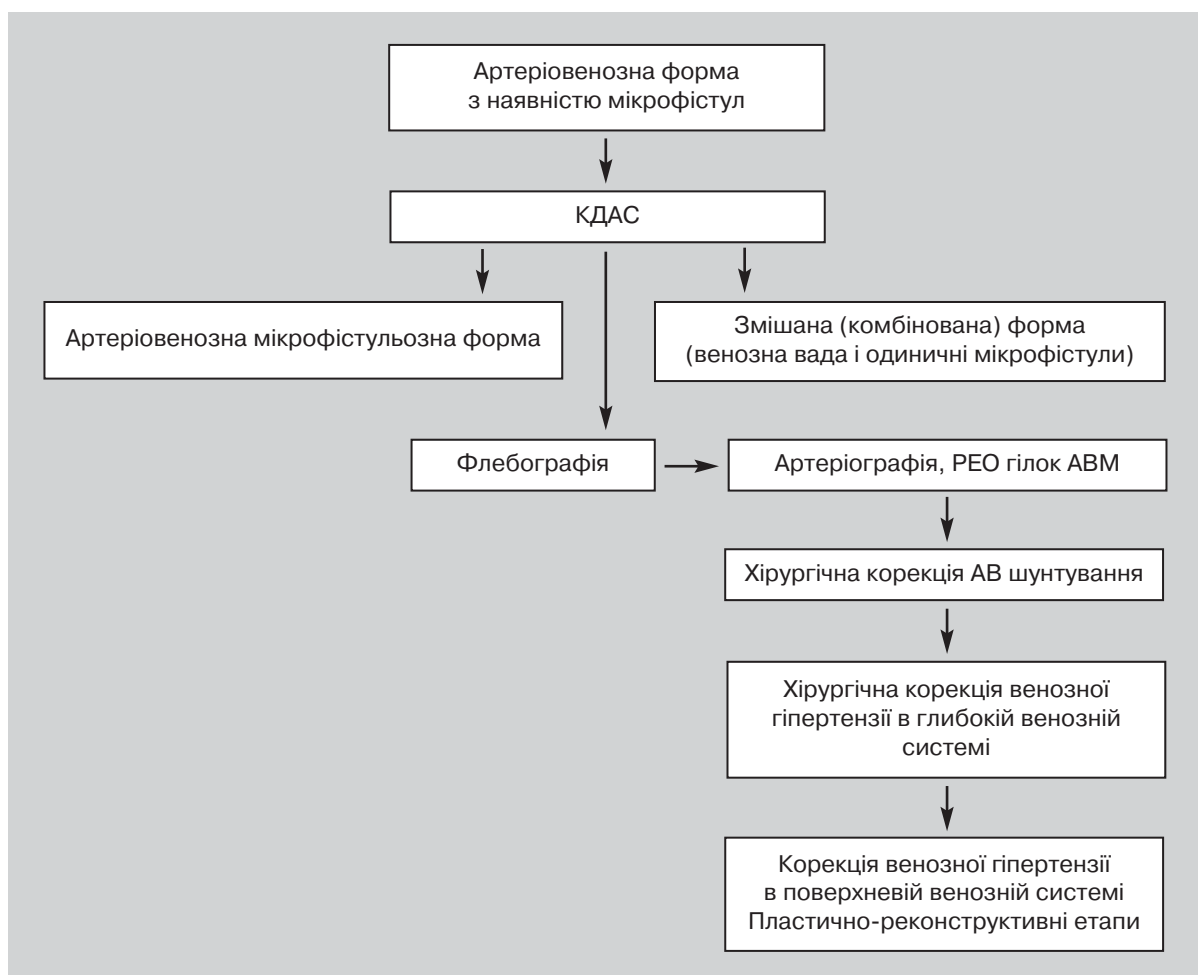 Артеріовенозна форма
з наявністю мікрофістул
КДАС
Артеріовенозна мікрофістульозна форма
Змішана (комбінована) форма
(венозна вада і одиничні мікрофістули)
Флебографія
Артеріографія, РЕО гілок АВМ
Хірургічна корекція АВ шунтування
Хірургічна корекція венозної
гіпертензії в глибокій венозній
системі
Корекція венозної гіпертензії
в поверхневій венозній системі
Пластично-реконструктивні етапи